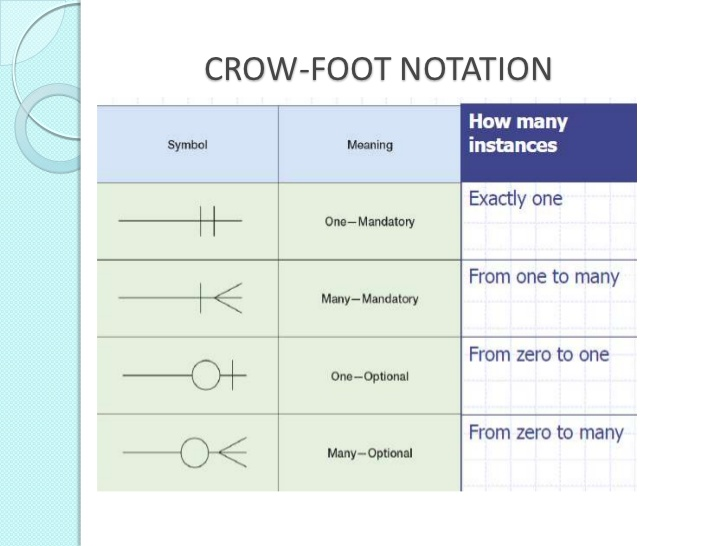 CROW-FOOT NOTATION
Symbol
Meaning
How many
instances
One—Mandatory
Exactly one
Many—Mandatory
From one to many
One—Optional
From zero to one
Many—Optional
From zero to many